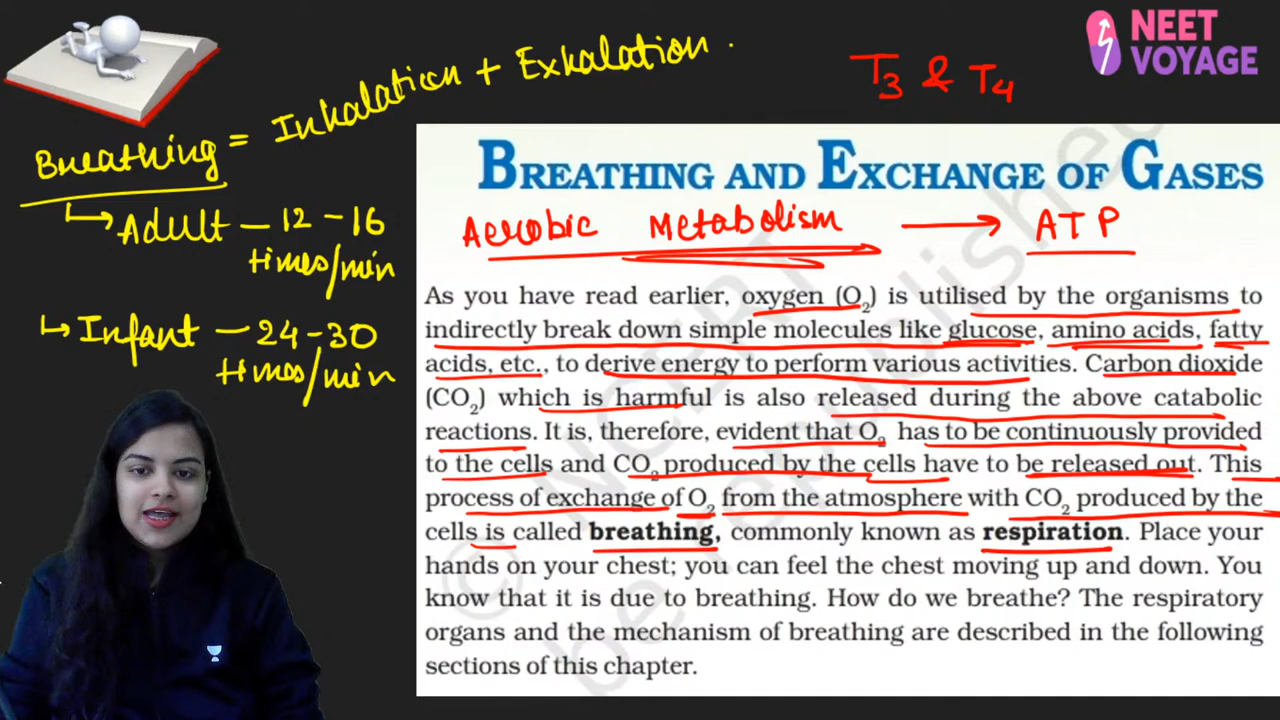 NEET
VOYAGE
Breathing = Inhalation + Exhalation.
T3 & T4
Adult — 12 - 16
times/min
Infant — 24 - 30
times/min
BREATHING AND EXCHANGE OF GASES
Aerobic Metabolism → ATP
As you have read earlier, oxygen (O₂) is utilised by the organisms to
indirectly break down simple molecules like glucose, amino acids, fatty
acids, etc., to derive energy to perform various activities. Carbon dioxide
(CO₂) which is harmful is also released during the above catabolic
reactions. It is, therefore, evident that O₂ has to be continuously provided
to the cells and CO₂ produced by the cells have to be released out. This
process of exchange of O₂ from the atmosphere with CO₂ produced by the
cells is called breathing, commonly known as respiration. Place your
hands on your chest; you can feel the chest moving up and down. You
know that it is due to breathing. How do we breathe? The respiratory
organs and the mechanism of breathing are described in the following
sections of this chapter.